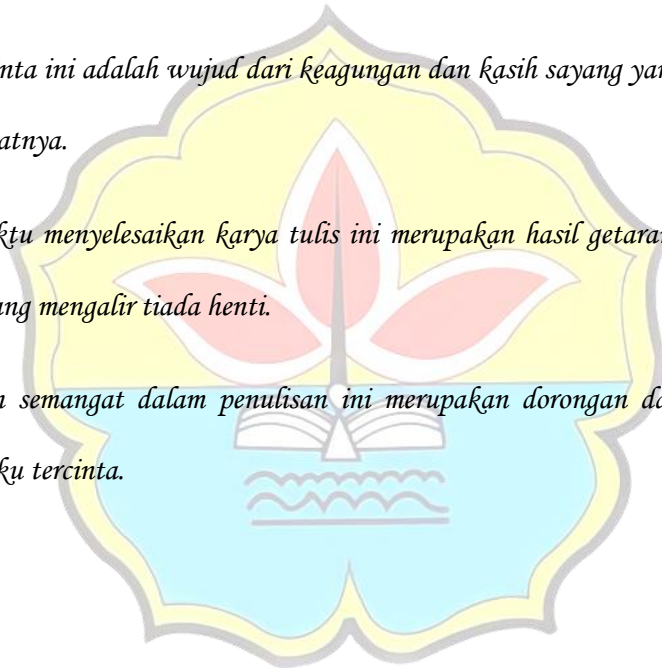 nta ini adalah wujud dari keagungan dan kasih sayang yan
atnya.
ktu menyelesaikan karya tulis ini merupakan hasil getaran
ng mengalir tiada henti.
n semangat dalam penulisan ini merupakan dorongan da
ku tercinta.